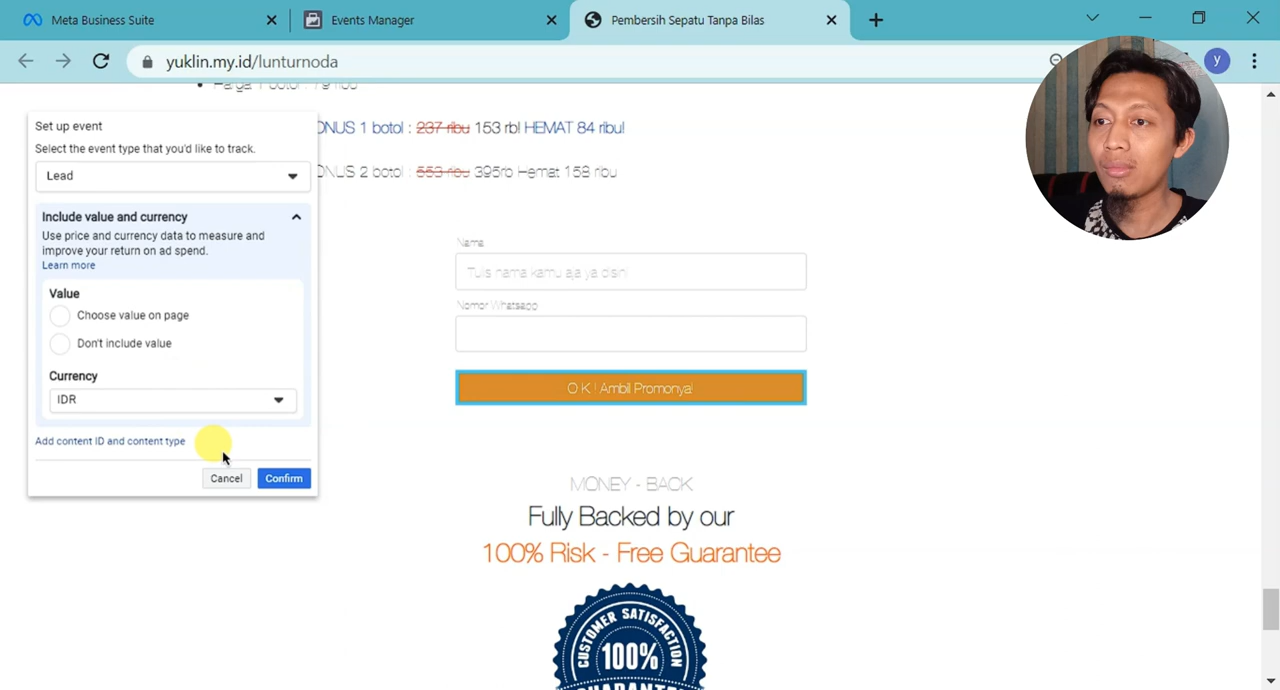 Meta Business Suite
Events Manager
Pembersih Sepatu Tanpa Bilas
yuklin.my.id/lunturnoda
y
Harga 1 botol : 79ribu
ONUS 1 botol : 237 ribu 153 rb! HEMAT 84 ribu!
ONUS 2 botol : 553 ribu 395rb Hemat 158 ribu
Set up event
Select the event type that you'd like to track.
Lead
Include value and currency
Use price and currency data to measure and
improve your return on ad spend.
Learn more
Value
Choose value on page
Don't include value
Currency
IDR
Add content ID and content type
Cancel
Confirm
Nama
Tulis nama kamu aja ya disini
Nomor Whatsapp
O K ! Ambil Promonya!
MONEY - BACK
Fully Backed by our
100% Risk - Free Guarantee
CUSTOMER SATISFACTION
100%
GUARANTEE